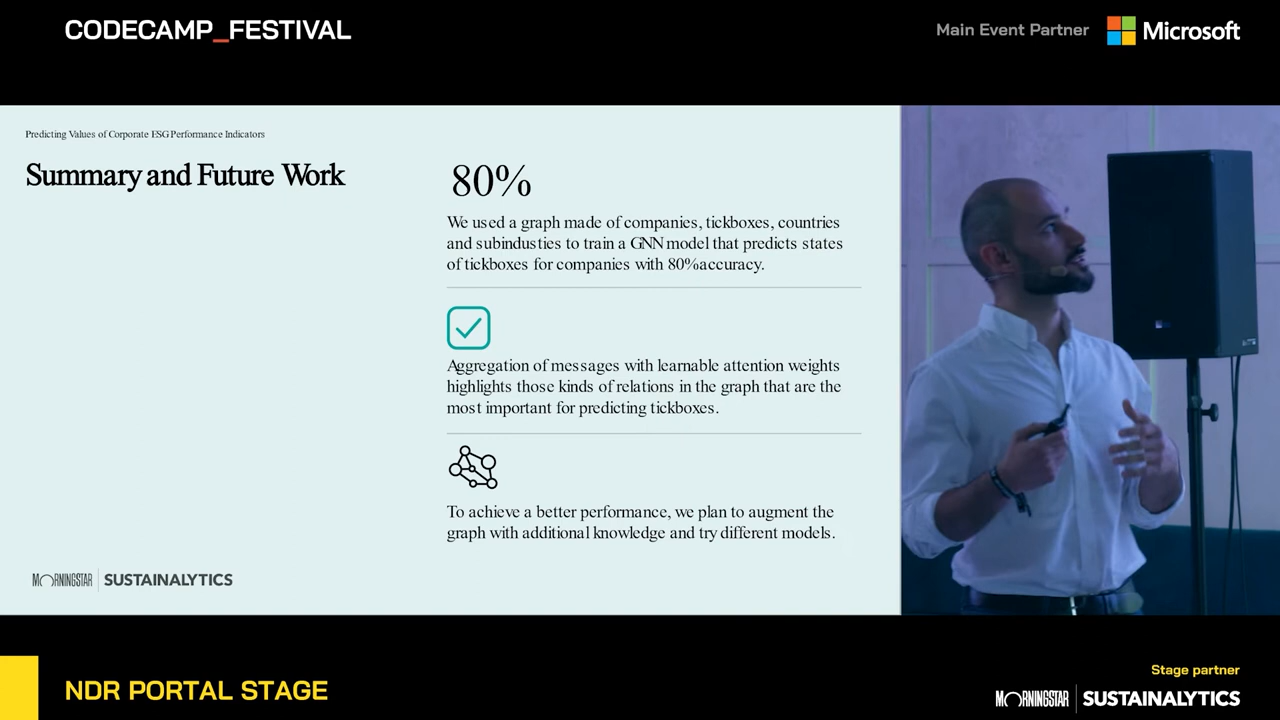 CODECAMP_FESTIVAL
Main Event Partner
Microsoft
Predicting Values of Corporate ESG Performance Indicators
Summary and Future Work
80%
We used a graph made of companies, tickboxes, countries
and subindusties to train a GNN model that predicts states
of tickboxes for companies with 80% accuracy.
Aggregation of messages with learnable attention weights
highlights those kinds of relations in the graph that are the
most important for predicting tickboxes.
To achieve a better performance, we plan to augment the
graph with additional knowledge and try different models.
MORNINGSTAR | SUSTAINALYTICS
NDR PORTAL STAGE
Stage partner
MORNINGSTAR | SUSTAINALYTICS